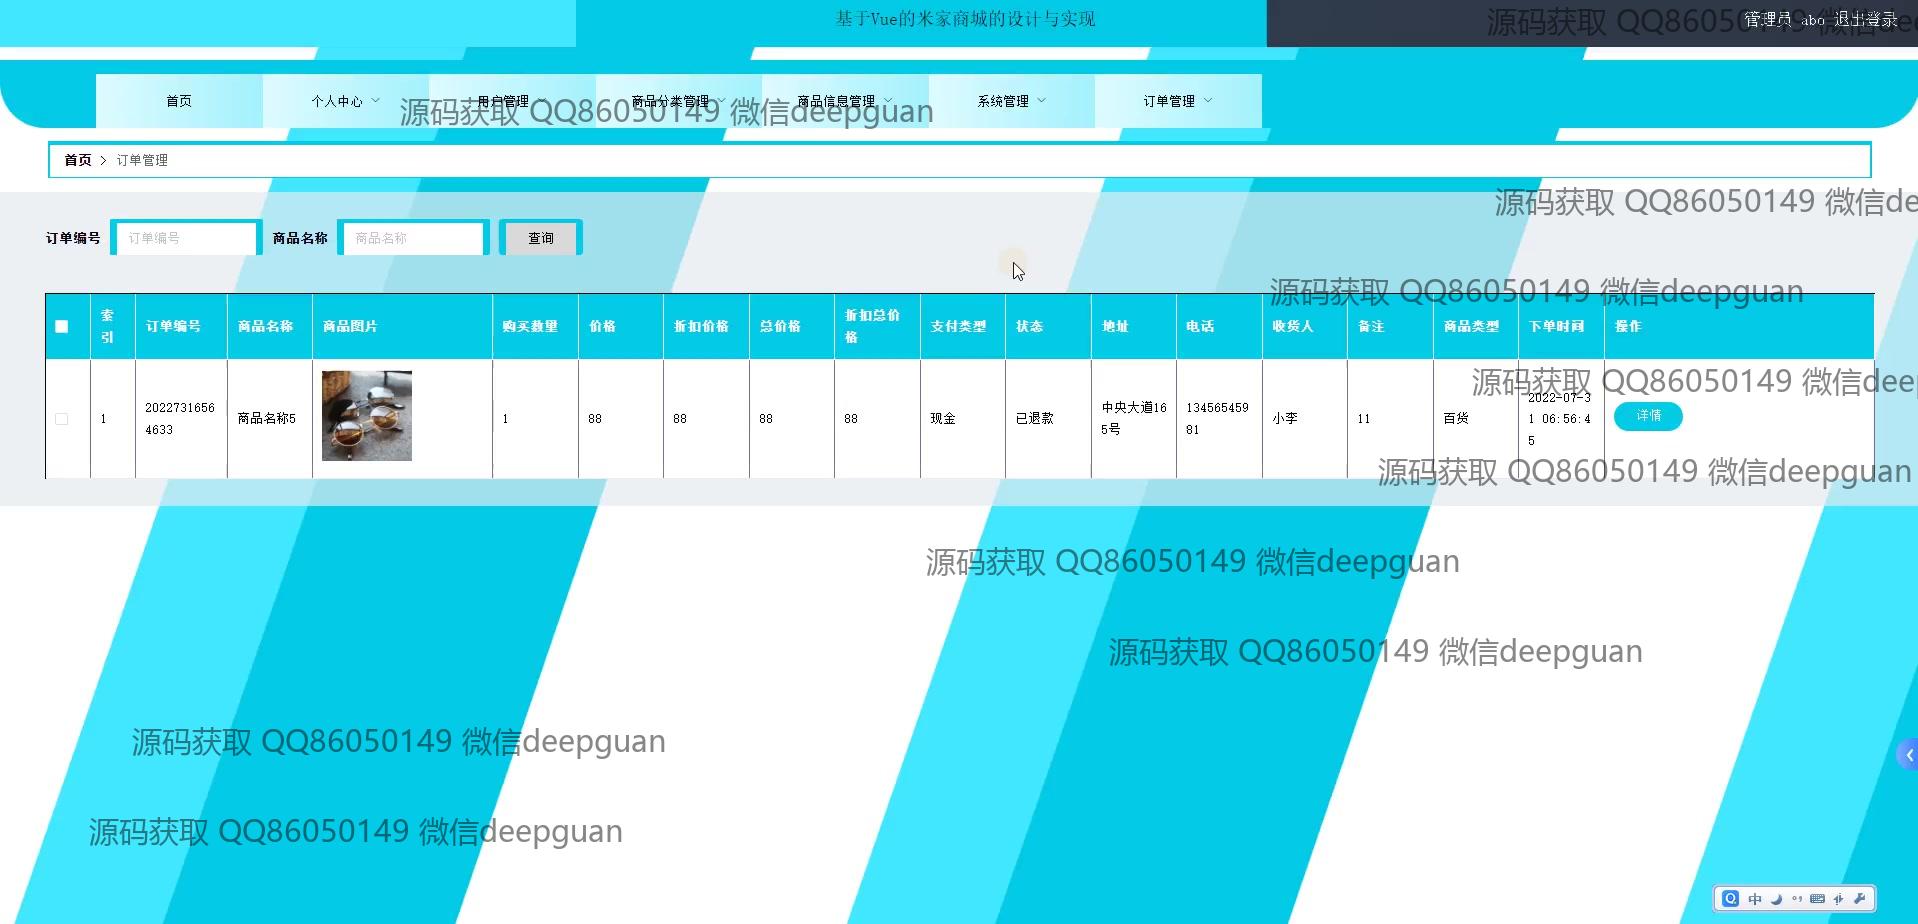 基于Vue的米家商城的设计与实现
管理员 abo 退出登录
源码获取 QQ86050149 微信dee
首页
个人中心
用户管理
商品分类管理
商品信息管理
系统管理
订单管理
源码获取 QQ86050149 微信deepguan
首页 > 订单管理
源码获取 QQ86050149 微信de
订单编号 订单编号 商品名称 商品名称 查询
源码获取 QQ86050149 微信deepguan
索引 订单编号 商品名称 商品图片 购买数量 价格 折扣价格 总价格 折扣总价格 支付类型 状态 地址 电话 收货人 备注 商品类型 下单时间 操作
源码获取 QQ86050149 微信dee
1 20227316564633 商品名称5 1 88 88 88 88 现金 已退款 中央大道165号 13456545981 小李 11 百货 2022-07-31 06:56:45 详情
源码获取 QQ86050149 微信deepguan
源码获取 QQ86050149 微信deepguan
源码获取 QQ86050149 微信deepguan
源码获取 QQ86050149 微信deepguan
源码获取 QQ86050149 微信deepguan
中